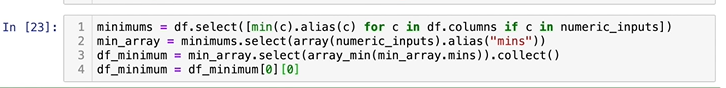 In [23]:
1 minimums = df.select([min(c).alias(c) for c in df.columns if c in numeric_inputs])
2 min_array = minimums.select(array(numeric_inputs).alias("mins"))
3 df_minimum = min_array.select(array_min(min_array.mins)).collect()
4 df_minimum = df_minimum[0][0]